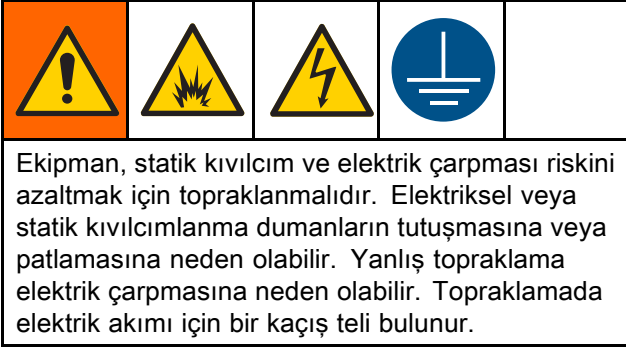 Ekipman, statik kıvılcım ve elektrik çarpması riskini
azaltmak için topraklanmalıdır. Elektriksel veya
statik kıvılcımlanma dumanların tutuşmasına veya
patlamasına neden olabilir. Yanlış topraklama
elektrik çarpmasına neden olabilir. Topraklamada
elektrik akımı için bir kaçış teli bulunur.